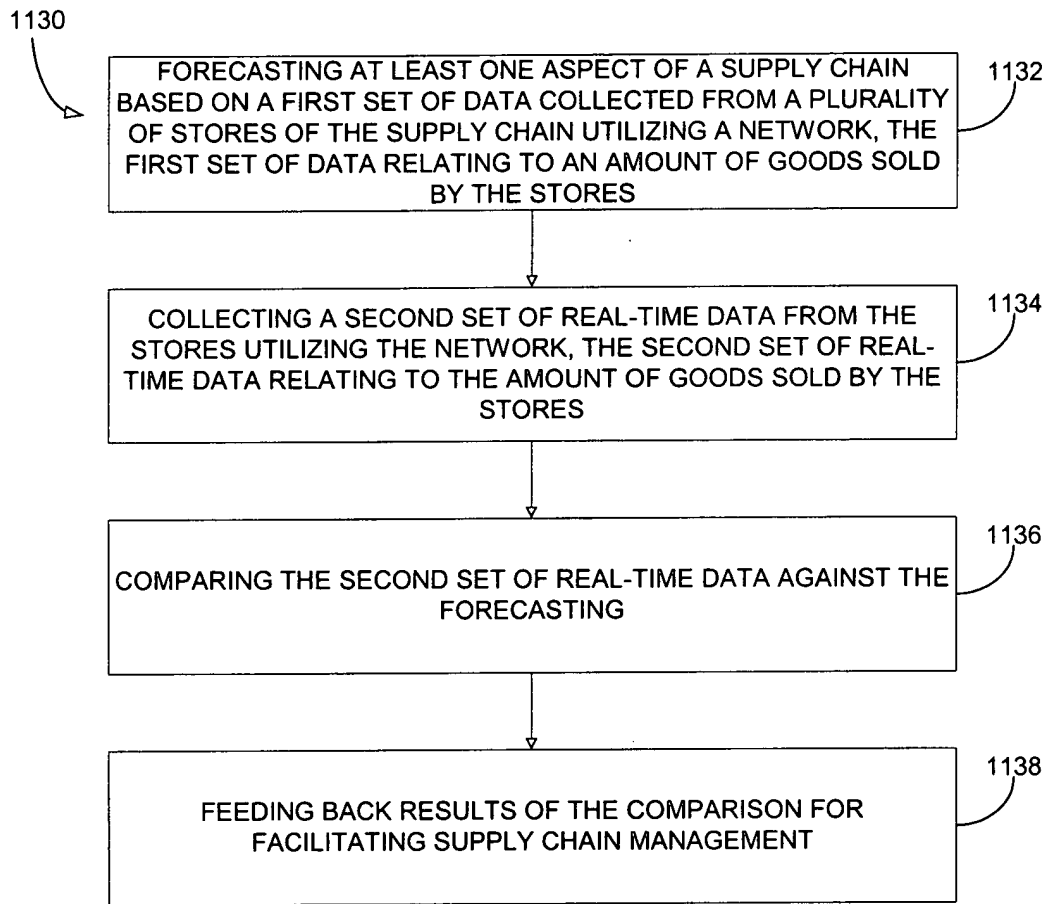 1130
FORECASTING AT LEAST ONE ASPECT OF A SUPPLY CHAIN
BASED ON A FIRST SET OF DATA COLLECTED FROM A PLURALITY
OF STORES OF THE SUPPLY CHAIN UTILIZING A NETWORK, THE
FIRST SET OF DATA RELATING TO AN AMOUNT OF GOODS SOLD
BY THE STORES
1132
COLLECTING A SECOND SET OF REAL-TIME DATA FROM THE
STORES UTILIZING THE NETWORK, THE SECOND SET OF REAL-
TIME DATA RELATING TO THE AMOUNT OF GOODS SOLD BY THE
STORES
1134
COMPARING THE SECOND SET OF REAL-TIME DATA AGAINST THE
FORECASTING
1136
FEEDING BACK RESULTS OF THE COMPARISON FOR
FACILITATING SUPPLY CHAIN MANAGEMENT
1138